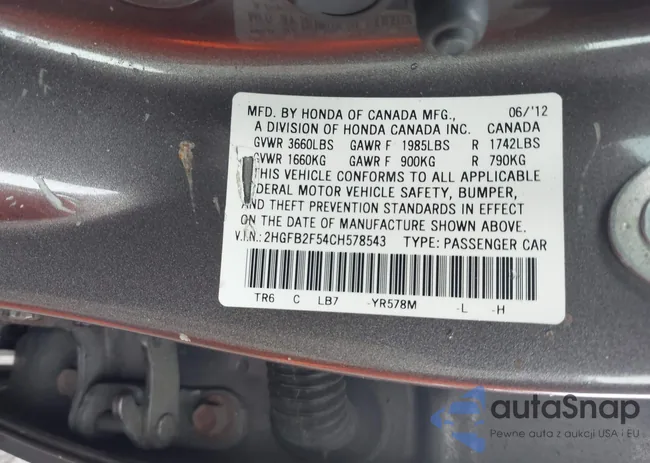 MFD. BY HONDA OF CANADA MFG., 06/'12
A DIVISION OF HONDA CANADA INC. CANADA
GVWR 3660LBS GAWR F 1985LBS R 1742LBS
GVWR 1660KG GAWR F 900KG R 790KG
THIS VEHICLE CONFORMS TO ALL APPLICABLE
DERAL MOTOR VEHICLE SAFETY, BUMPER,
AND THEFT PREVENTION STANDARDS IN EFFECT
ON THE DATE OF MANUFACTURE SHOWN ABOVE.
V.I.N.: 2HGFB2F54CH578543 TYPE: PASSENGER CAR
TR6 C LB7 -YR578M -L -H
autoSnap
Pewne auta z aukcji USA i EU